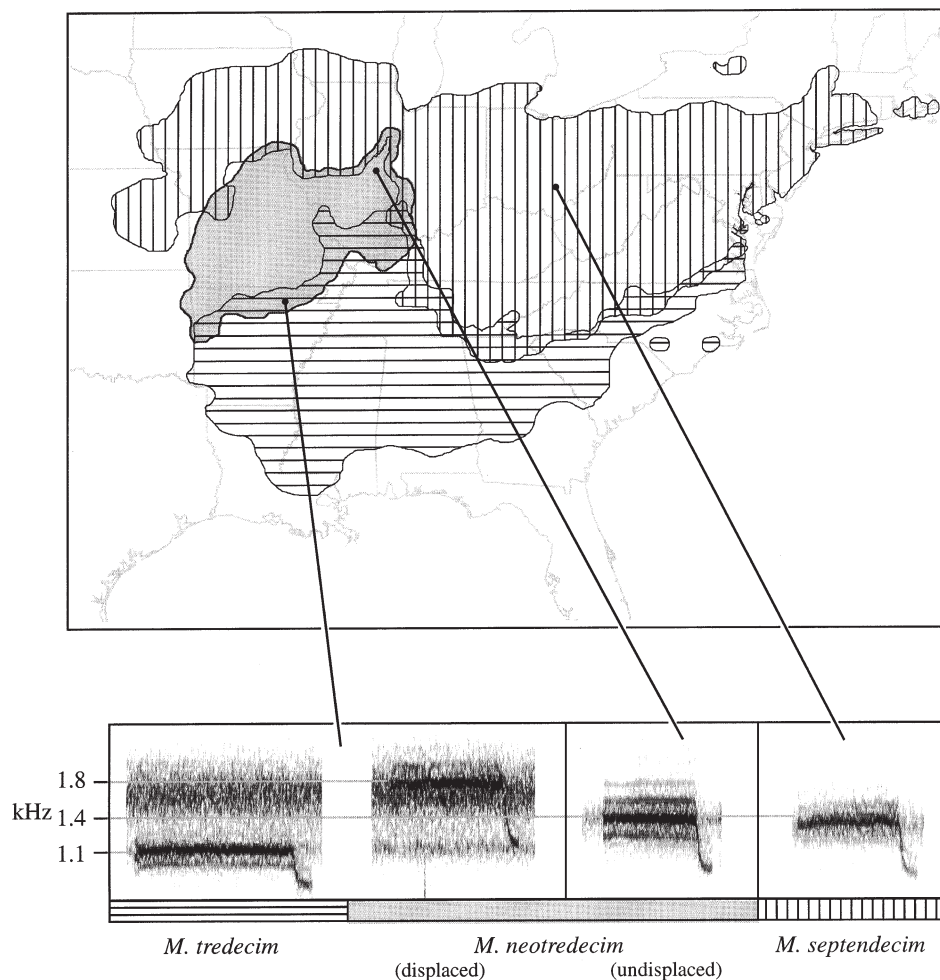 1.8
kHz 1.4
1.1
M. tredecim M. neotredecim M. septendecim
(displaced) (undisplaced)